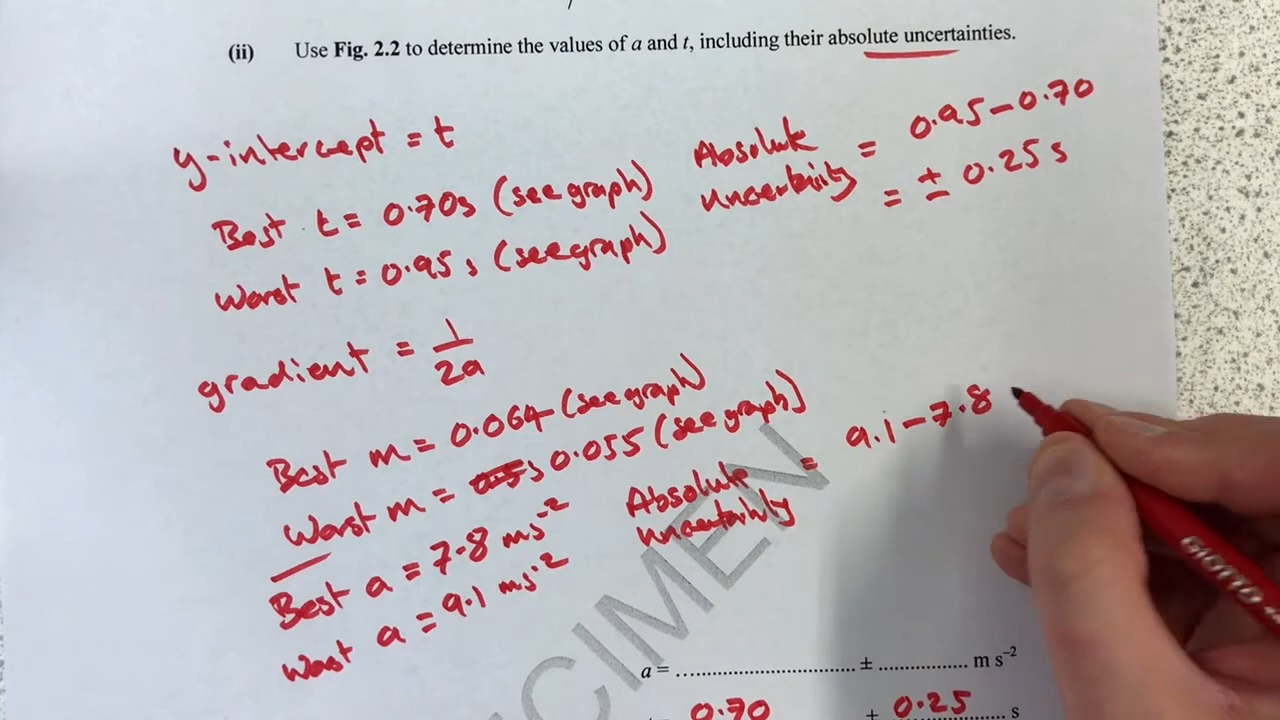 (ii) Use Fig. 2.2 to determine the values of a and t, including their absolute uncertainties.
y-intercept = t
Best t = 0.70s (see graph)
Worst t = 0.95 s (see graph)
Absolute uncertainty = 0.95 - 0.70
= ± 0.25 s
gradient = 1/2a
Best m = 0.064 (see graph)
Worst m = 0.055 (see graph)
Best a = 7.8 ms⁻²
Worst a = 9.1 ms⁻²
Absolute uncertainty = 9.1 - 7.8
a = .............................. ± ............... m s⁻²
0.70 ± 0.25 s
CIMEN
GIOTTO